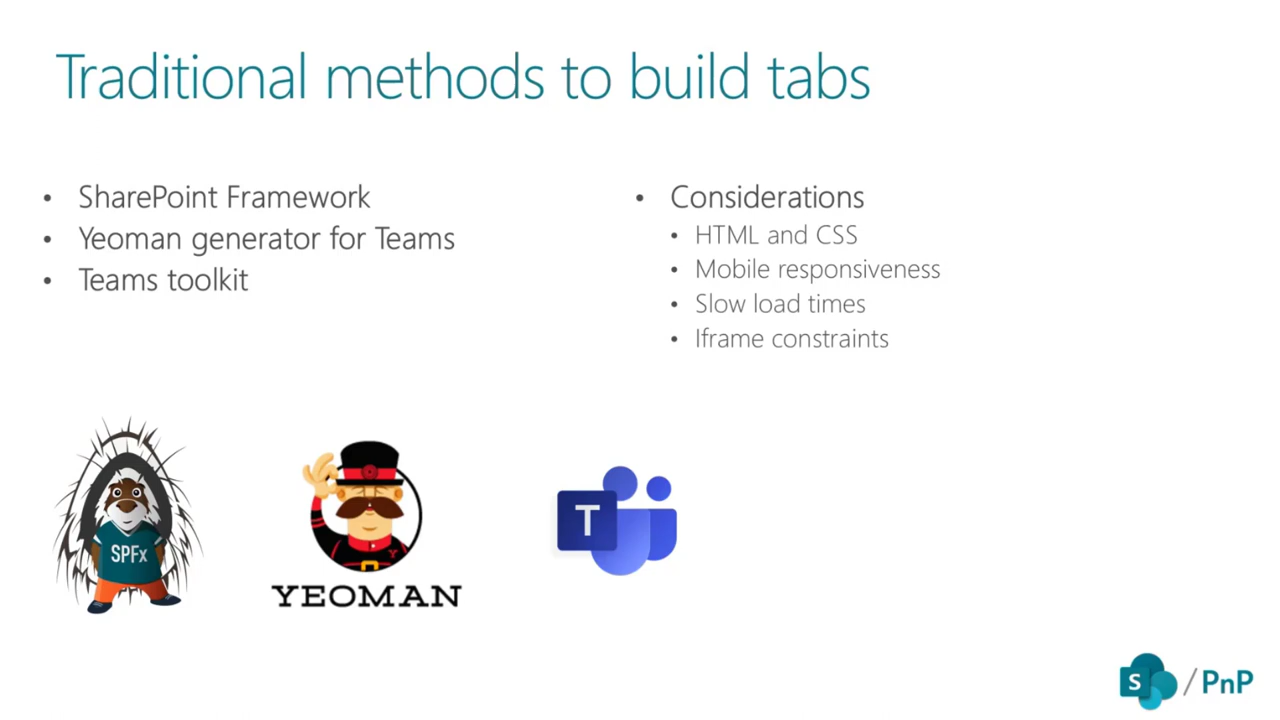 Traditional methods to build tabs
• SharePoint Framework
• Yeoman generator for Teams
• Teams toolkit
• Considerations
• HTML and CSS
• Mobile responsiveness
• Slow load times
• Iframe constraints
SPFx
YEOMAN
T
S / PnP